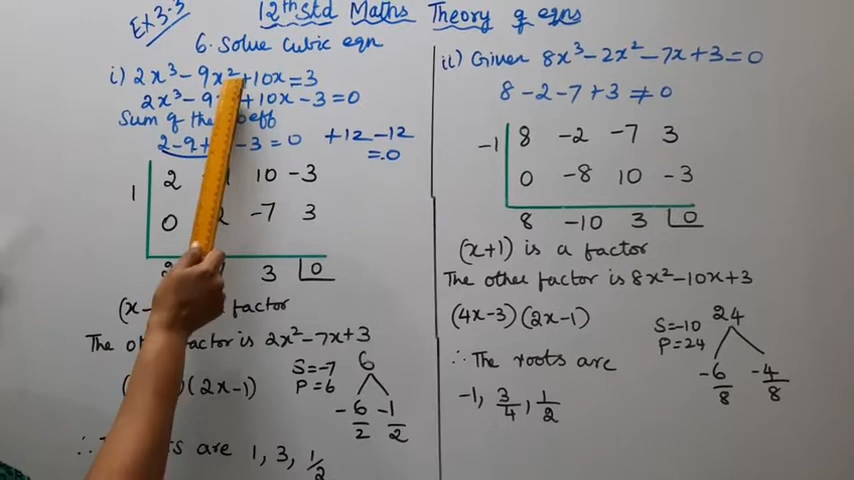 Ex 3.3
12th Std Maths Theory of eqns
6. Solve Cubic eqn
i) 2x³ - 9x² + 10x = 3
2x³ - 9 + 10x - 3 = 0
Sum of the coeff
2 - 9 + - 3 = 0 + 12 - 12
= 0
1 2 10 -3
0 -7 3
3 0
(x- factor
The factor is 2x² - 7x + 3
(2x-1) S = -7 6
P = 6
-6/2 -1/2
∴ are 1, 3, 1/2
ii) Given 8x³ - 2x² - 7x + 3 = 0
8 - 2 - 7 + 3 ≠ 0
-1 8 -2 -7 3
0 -8 10 -3
8 -10 3 0
(x+1) is a factor
The other factor is 8x² - 10x + 3
(4x-3)(2x-1) S = -10 24
P = 24
-6/8 -4/8
∴ The roots are
-1, 3/4, 1/2